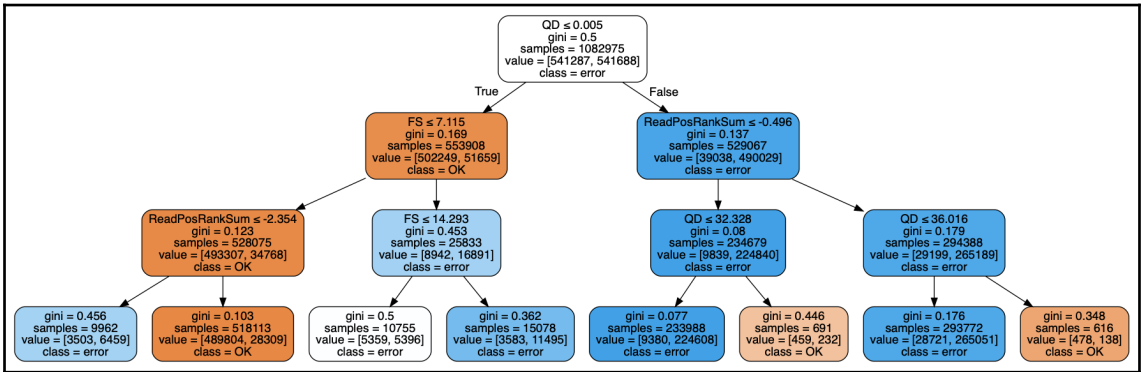 QD ≤ 0.005
gini = 0.5
samples = 1082975
value = [541287, 541688]
class = error
True
False
FS ≤ 7.115
gini = 0.169
samples = 553908
value = [502249, 51659]
class = OK
ReadPosRankSum ≤ -0.496
gini = 0.137
samples = 529067
value = [39038, 490029]
class = error
ReadPosRankSum ≤ -2.354
gini = 0.123
samples = 528075
value = [493307, 34768]
class = OK
FS ≤ 14.293
gini = 0.453
samples = 25833
value = [8942, 16891]
class = error
QD ≤ 32.328
gini = 0.08
samples = 234679
value = [9839, 224840]
class = error
QD ≤ 36.016
gini = 0.179
samples = 294388
value = [29199, 265189]
class = error
gini = 0.456
samples = 9962
value = [3503, 6459]
class = error
gini = 0.103
samples = 518113
value = [489804, 28309]
class = OK
gini = 0.5
samples = 10755
value = [5359, 5396]
class = error
gini = 0.362
samples = 15078
value = [3583, 11495]
class = error
gini = 0.077
samples = 233988
value = [9380, 224608]
class = error
gini = 0.446
samples = 691
value = [459, 232]
class = OK
gini = 0.176
samples = 293772
value = [28721, 265051]
class = error
gini = 0.348
samples = 616
value = [478, 138]
class = OK